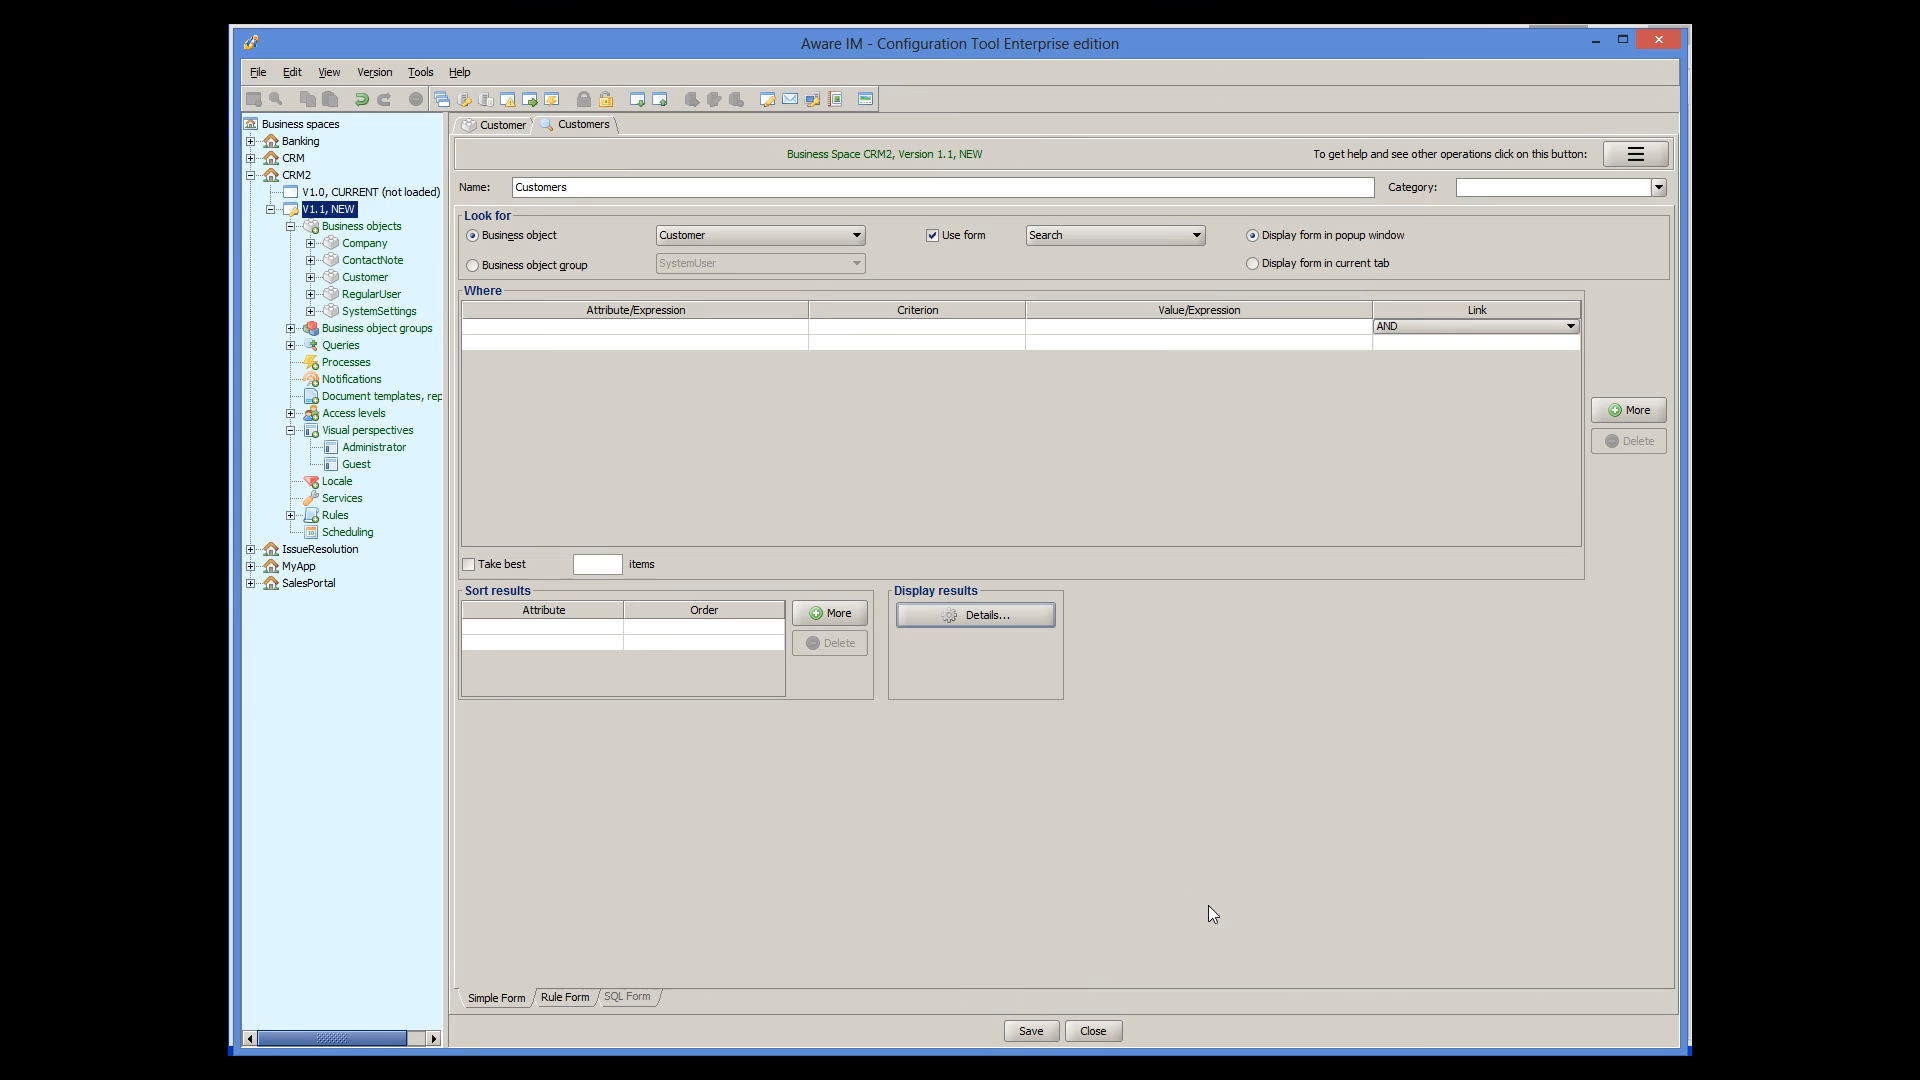 Aware IM - Configuration Tool Enterprise edition
File Edit View Version Tools Help
Business spaces
Banking
CRM
CRM2
V1.0, CURRENT (not loaded)
V1.1, NEW
Business objects
Company
ContactNote
Customer
RegularUser
SystemSettings
Business object groups
Queries
Processes
Notifications
Document templates, rep
Access levels
Visual perspectives
Administrator
Guest
Locale
Services
Rules
Scheduling
IssueResolution
MyApp
SalesPortal
Customer Customers
Business Space CRM2, Version 1.1, NEW To get help and see other operations click on this button:
Name: Customers Category:
Look for
Business object Customer Use form Search Display form in popup window
Business object group SystemUser Display form in current tab
Where
Attribute/Expression Criterion Value/Expression Link
AND
More
Delete
Take best items
Sort results Display results
Attribute Order More Details...
Delete
Simple Form Rule Form SQL Form
Save Close